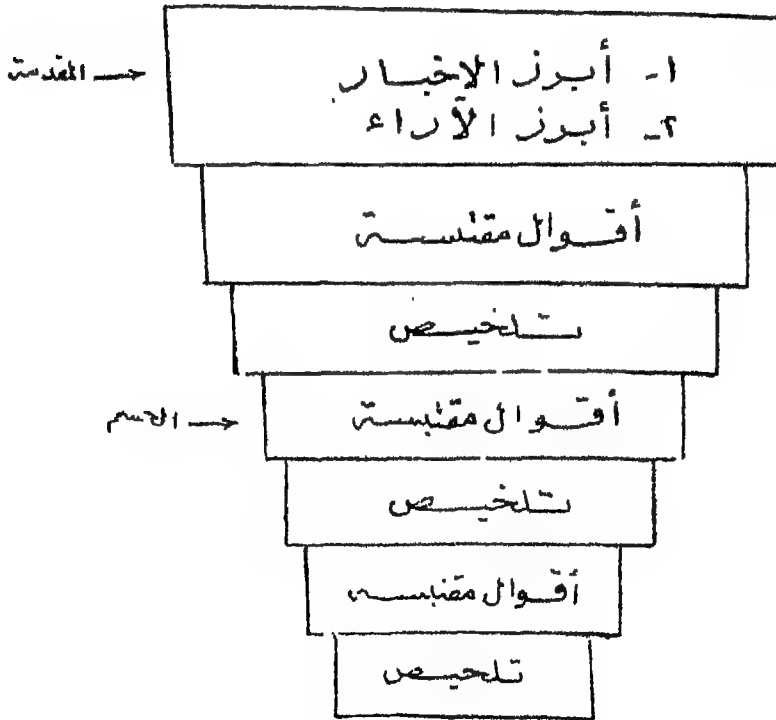 ١- أبرز الاخبار
٢- أبرز الآراء
المقدمة
أقوال مقتبسة
تلخيص
أقوال مقتبسة
الجسم
تلخيص
أقوال مقتبسة
تلخيص